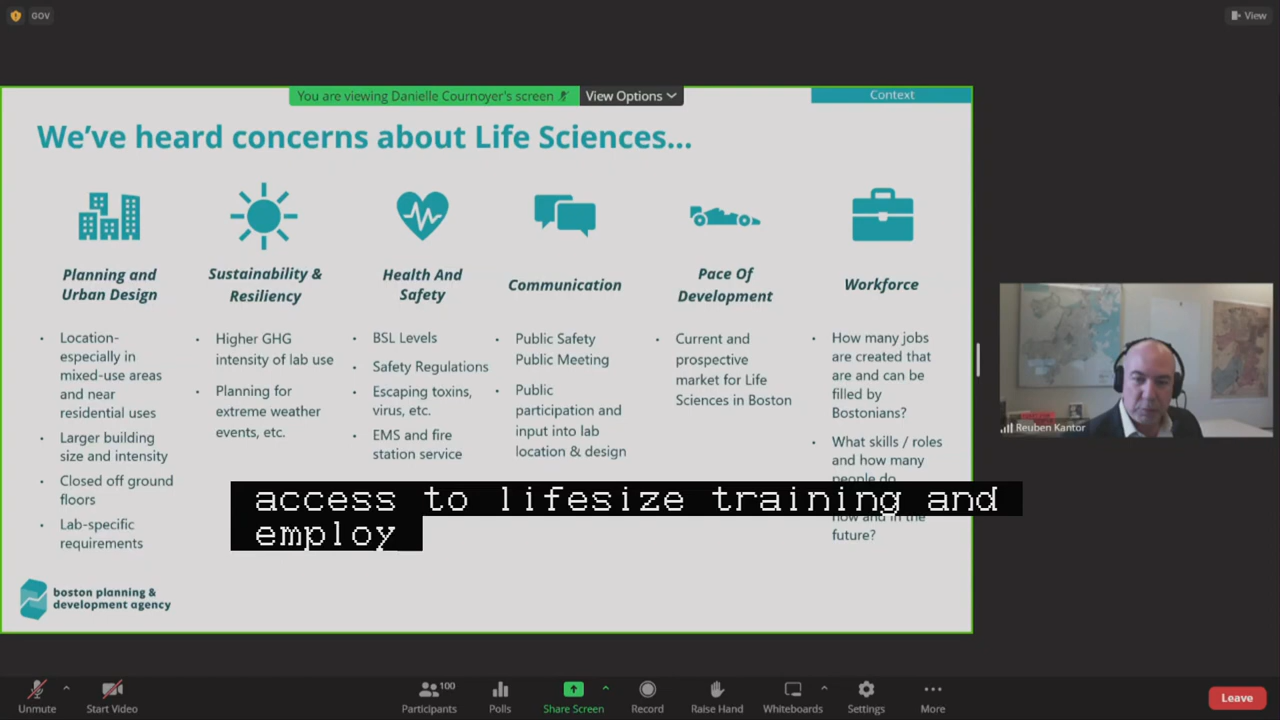 GOV
View
You are viewing Danielle Cournoyer's screen
View Options
Context
We've heard concerns about Life Sciences...
Planning and
Urban Design
Location-
especially in
mixed-use areas
and near
residential uses
Larger building
size and intensity
Closed off ground
floors
Lab-specific
requirements
Sustainability &
Resiliency
Higher GHG
intensity of lab use
Planning for
extreme weather
events, etc.
Health And
Safety
BSL Levels
Safety Regulations
Escaping toxins,
virus, etc.
EMS and fire
station service
Communication
Public Safety
Public Meeting
Public
participation and
input into lab
location & design
Pace Of
Development
Current and
prospective
market for Life
Sciences in Boston
Workforce
How many jobs
are created that
are and can be
filled by
Bostonians?
What skills / roles
and how many
people do
now and in the
future?
access to lifesize training and
employ
boston planning &
development agency
Reuben Kantor
Unmute
Start Video
Participants
100
Polls
Share Screen
Record
Raise Hand
Whiteboards
Settings
More
Leave